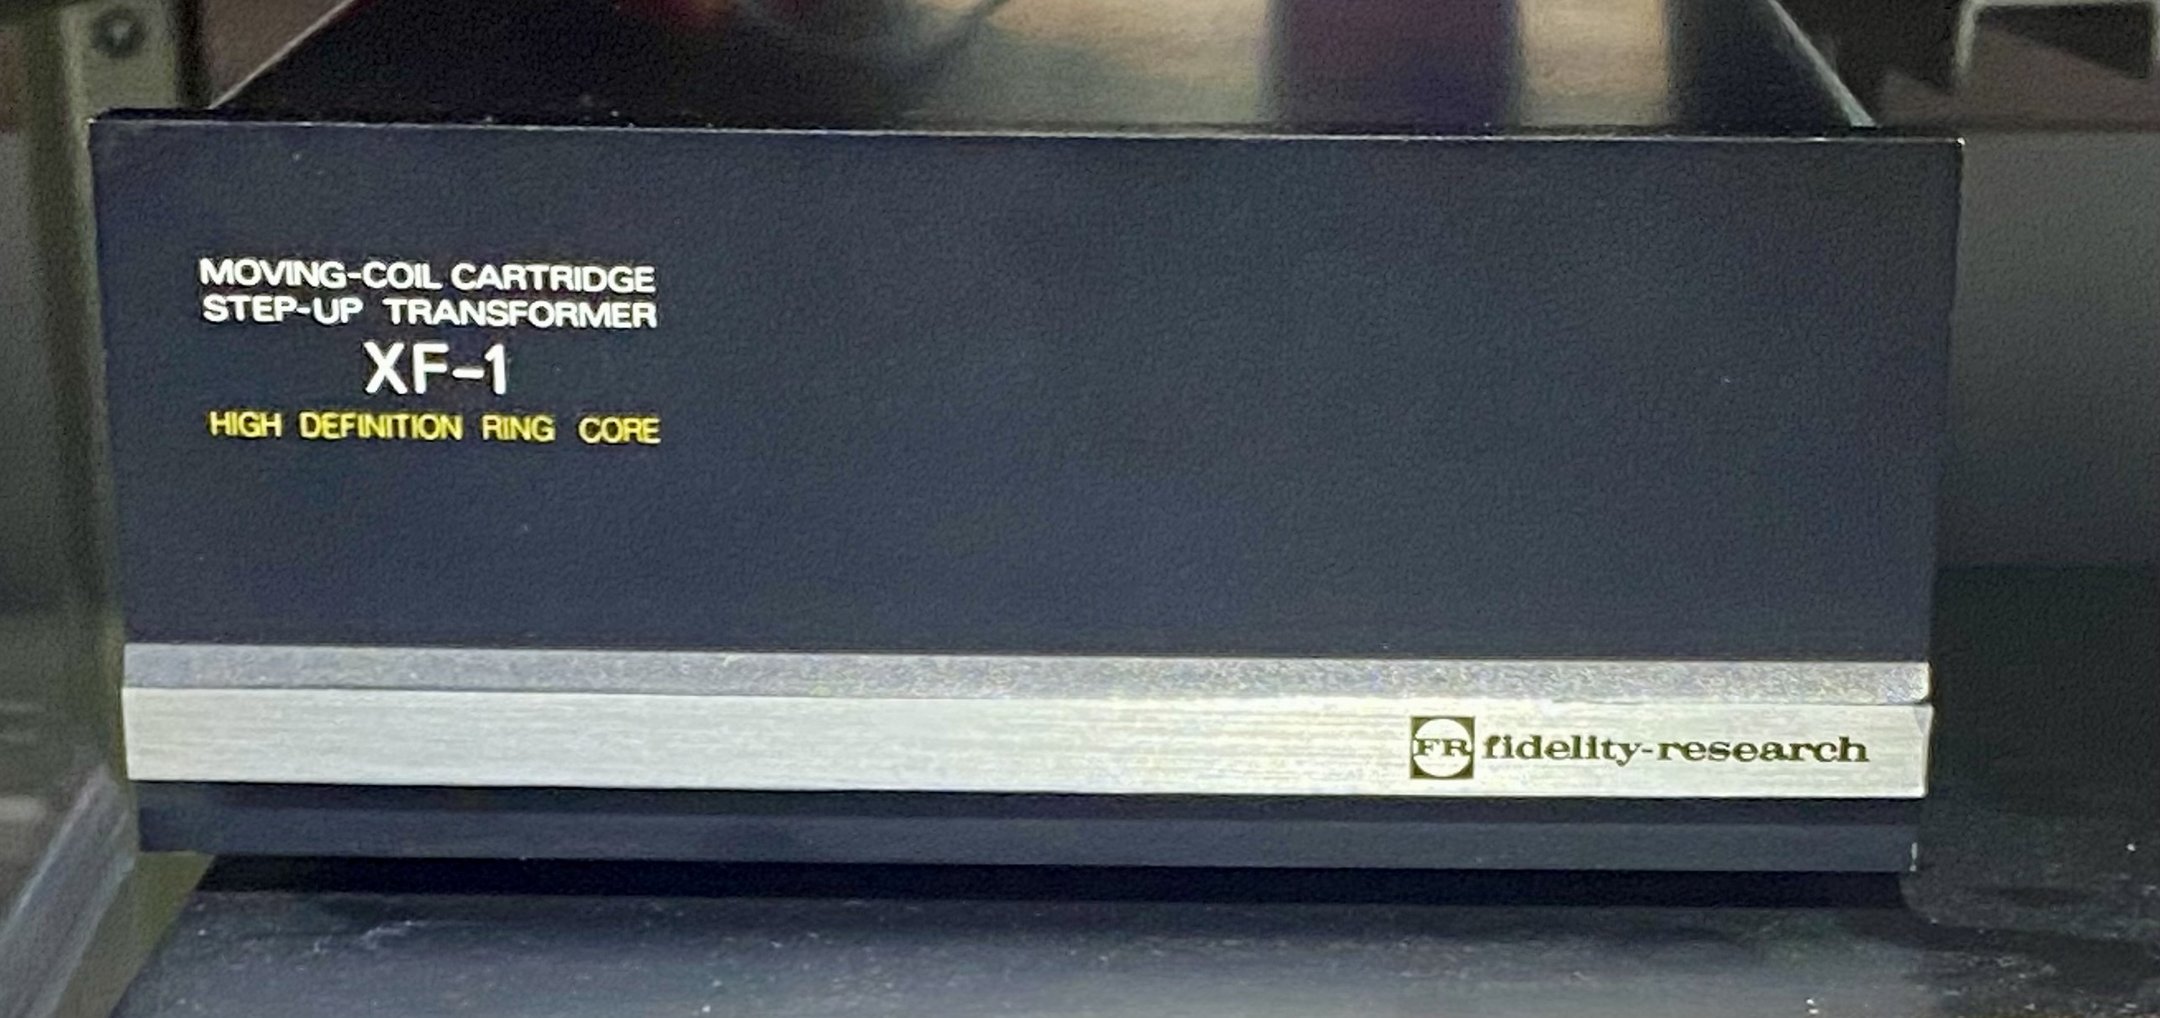 MOVING-COIL CARTRIDGE
STEP-UP TRANSFORMER
XF-1
HIGH DEFINITION RING CORE
FR fidelity-research